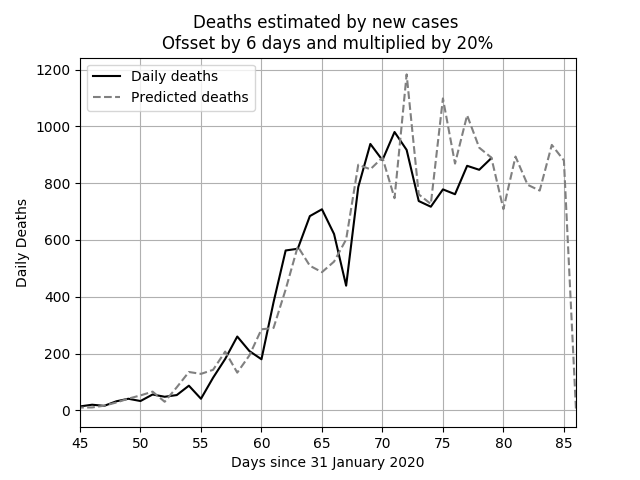 Deaths estimated by new cases
Ofsset by 6 days and multiplied by 20%
Daily deaths
Predicted deaths
1200
1000
800
600
400
200
0
Daily Deaths
45 50 55 60 65 70 75 80 85
Days since 31 January 2020